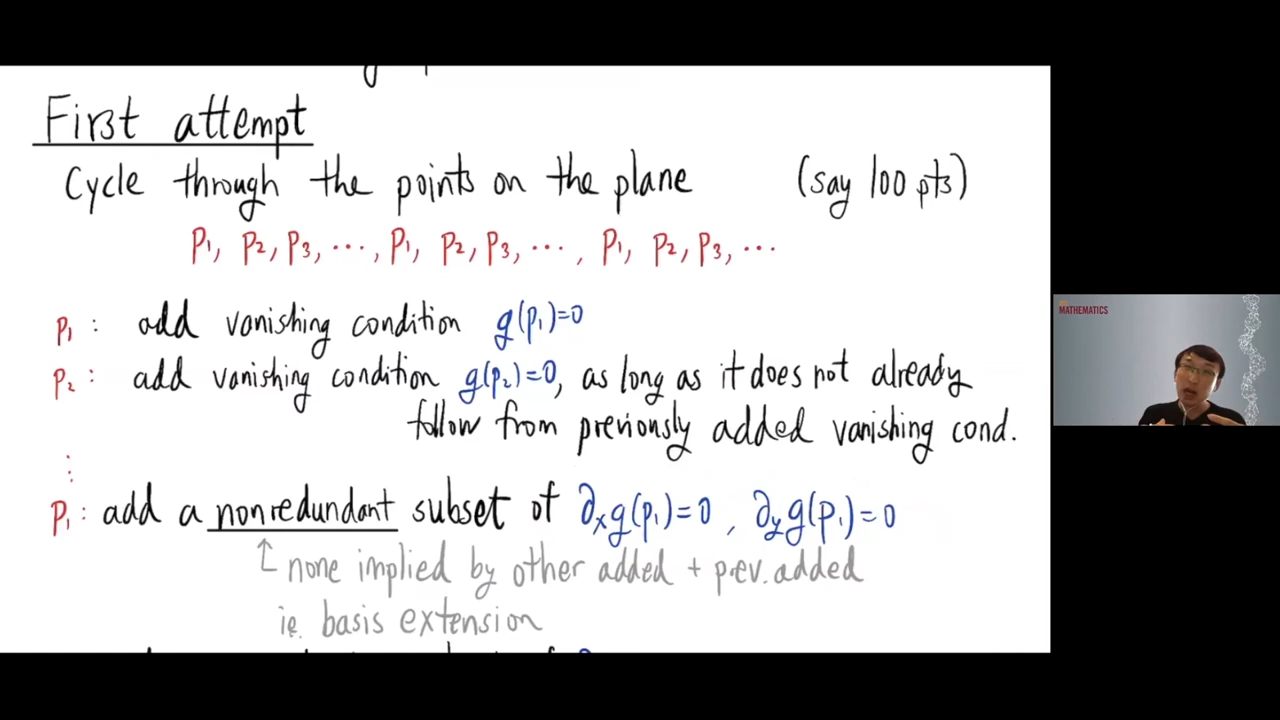 First attempt
Cycle through the points on the plane (say 100 pts)
p₁, p₂, p₃, ⋯, p₁, p₂, p₃, ⋯, p₁, p₂, p₃, ⋯
p₁ : add vanishing condition g(p₁)=0
p₂ : add vanishing condition g(p₂)=0, as long as it does not already
follow from previously added vanishing cond.
⋮
p₁ : add a nonredundant subset of ∂ₓg(p₁)=0, ∂ᵧg(p₁)=0
↑ none implied by other added + prev. added
ie. basis extension
MATHEMATICS